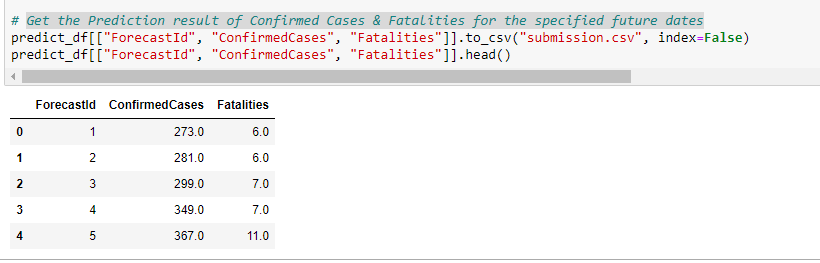 # Get the Prediction result of Confirmed Cases & Fatalities for the specified future dates
predict_df[["ForecastId", "ConfirmedCases", "Fatalities"]].to_csv("submission.csv", index=False)
predict_df[["ForecastId", "ConfirmedCases", "Fatalities"]].head()
ForecastId ConfirmedCases Fatalities
0 1 273.0 6.0
1 2 281.0 6.0
2 3 299.0 7.0
3 4 349.0 7.0
4 5 367.0 11.0